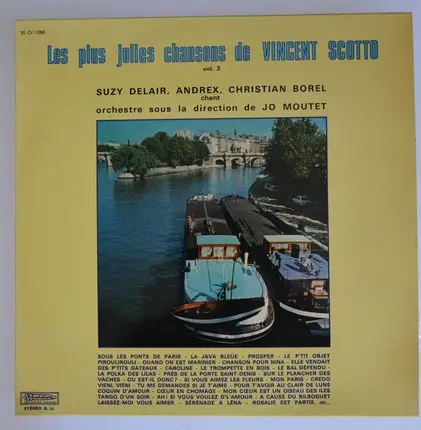 30 CV 1288
Les plus jolies chansons de VINCENT SCOTTO
vol. 2
SUZY DELAIR, ANDREX, CHRISTIAN BOREL
chant
orchestre sous la direction de JO MOUTET
SOUS LES PONTS DE PARIS - LA JAVA BLEUE - PROSPER - LE P'TIT OBJET
PIROULIROULI - QUAND ON EST MARINIER - CHANSON POUR NINA - ELLE VENDAIT
DES P'TITS GATEAUX - CAROLINE - LE TROMPETTE EN BOIS - LE BAL DÉFENDU -
LA POLKA DES LILAS - PRÈS DE LA PORTE SAINT-DENIS - SUR LE PLANCHER DES
VACHES - OU EST-IL DONC? - SI VOUS AIMEZ LES FLEURS - MON PARIS - CREDO
VIENI, VIENI - TU ME DEMANDES SI JE T'AIME - POUR T'AVOIR AU CLAIR DE LUNE
COQUIN D'AMOUR - CŒUR EN CHOMAGE - MON CŒUR EST UN OISEAU DES ILES
TANGO D'UN SOIR - AH! SI VOUS VOULEZ D'L'AMOUR - A CAUSE DU BILBOQUET
LAISSEZ-MOI VOUS AIMER - SÉRÉNADE A LÉNA - ROSALIE EST PARTIE, etc...
STÉRÉO G. U.